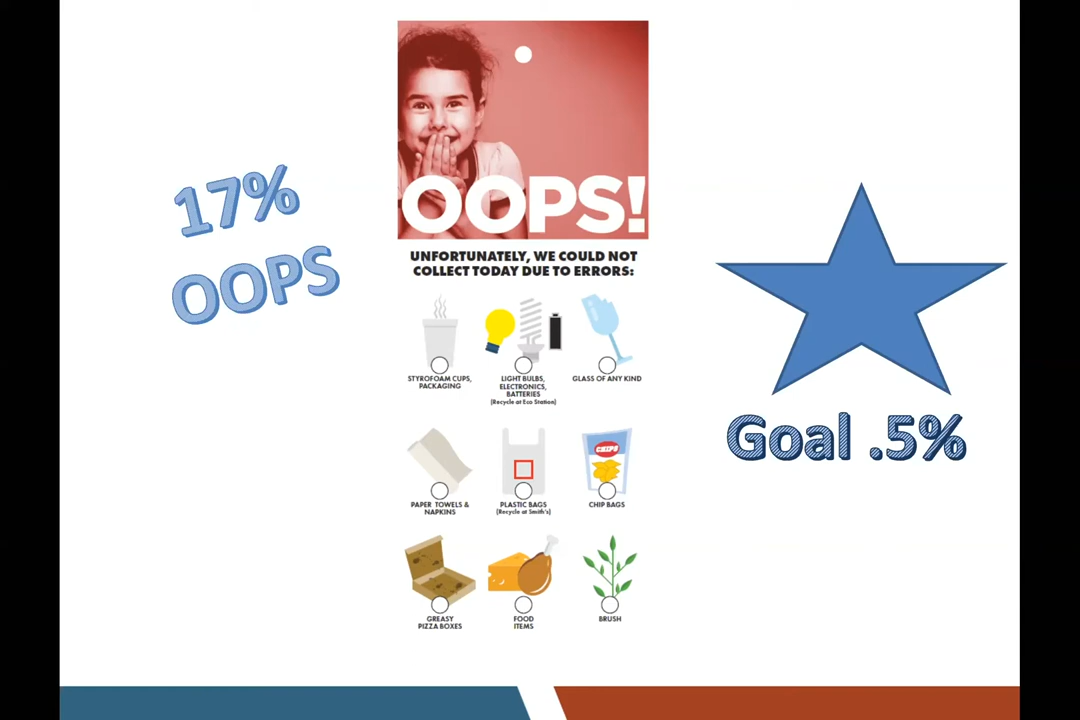 17%
OOPS
OOPS!
UNFORTUNATELY, WE COULD NOT
COLLECT TODAY DUE TO ERRORS:
STYROFOAM CUPS,
PACKAGING
LIGHT BULBS,
ELECTRONICS,
BATTERIES
(Recycle at Eco Station)
GLASS OF ANY KIND
PAPER TOWELS &
NAPKINS
PLASTIC BAGS
(Recycle at Smith's)
CHIPS
CHIP BAGS
GREASY
PIZZA BOXES
FOOD
ITEMS
BRUSH
Goal .5%